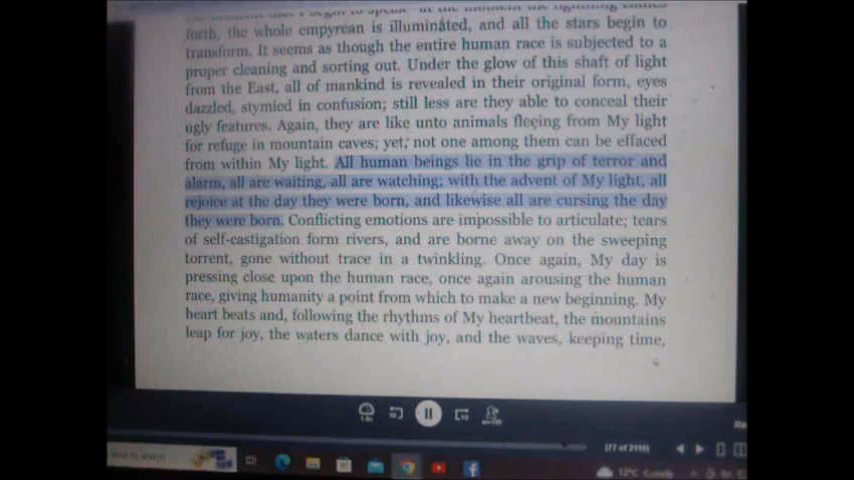 forth, the whole empyrean is illuminated, and all the stars begin to
transform. It seems as though the entire human race is subjected to a
proper cleaning and sorting out. Under the glow of this shaft of light
from the East, all of mankind is revealed in their original form, eyes
dazzled, stymied in confusion; still less are they able to conceal their
ugly features. Again, they are like unto animals fleeing from My light
for refuge in mountain caves; yet, not one among them can be effaced
from within My light. All human beings lie in the grip of terror and
alarm, all are waiting, all are watching; with the advent of My light, all
rejoice at the day they were born, and likewise all are cursing the day
they were born. Conflicting emotions are impossible to articulate; tears
of self-castigation form rivers, and are borne away on the sweeping
torrent, gone without trace in a twinkling. Once again, My day is
pressing close upon the human race, once again arousing the human
race, giving humanity a point from which to make a new beginning. My
heart beats and, following the rhythms of My heartbeat, the mountains
leap for joy, the waters dance with joy, and the waves, keeping time,
(77 of 2110)
12°C